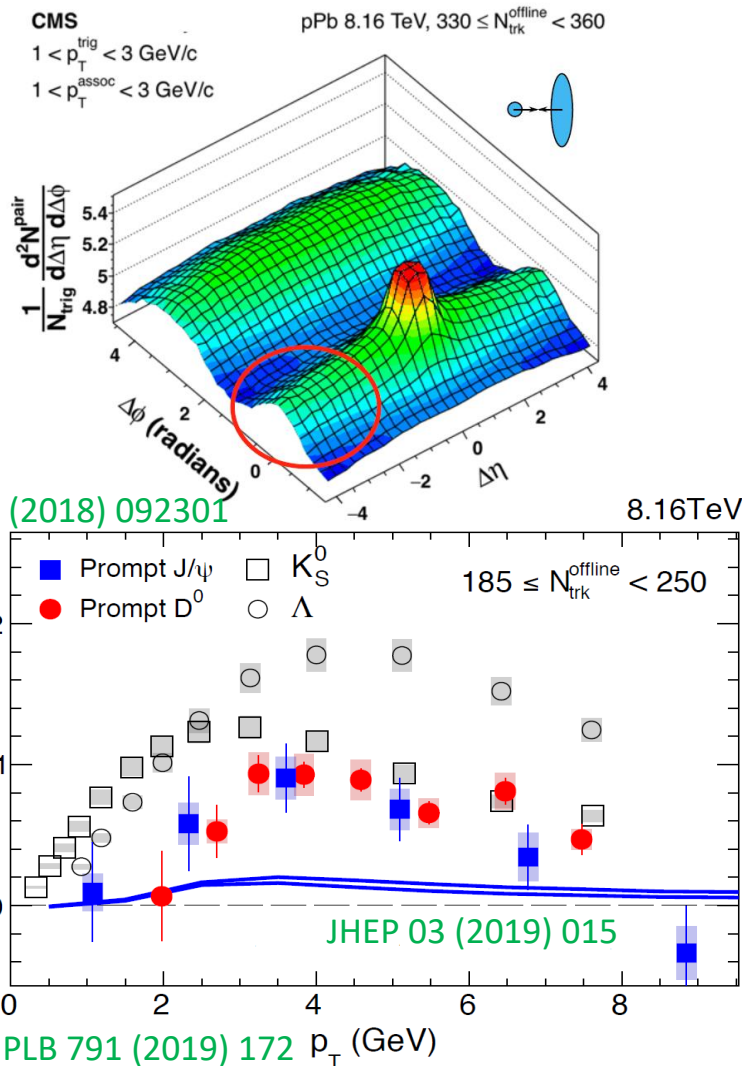 CMS
pPb 8.16 TeV, 330 ≤ N_trk^offline < 360
1 < p_T^trig < 3 GeV/c
1 < p_T^assoc < 3 GeV/c
1/N_trig d²N^pair/dΔη dΔφ
5.4
5.2
5
4.8
4
2
0
Δφ (radians)
−4
−2
0
2
4
Δη
(2018) 092301
8.16TeV
Prompt J/ψ
K_S^0
185 ≤ N_trk^offline < 250
Prompt D^0
Λ
2
1
0
JHEP 03 (2019) 015
0
2
4
6
8
PLB 791 (2019) 172
p_T (GeV)